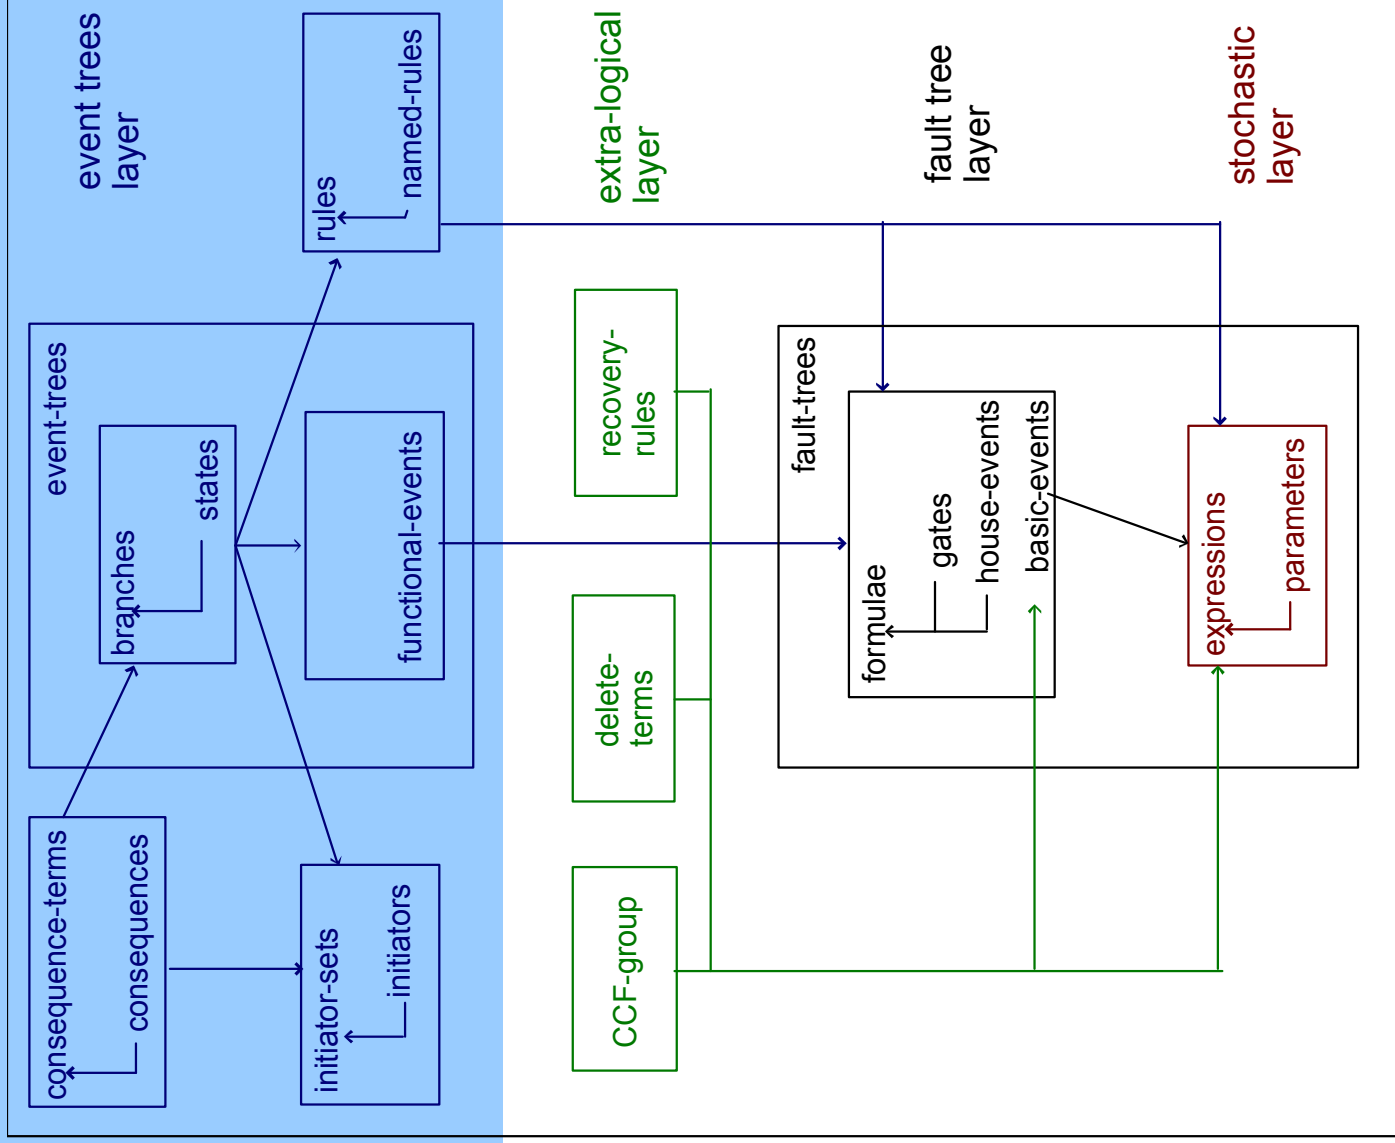 consequence-terms
consequences
event-trees
branches
states
event trees
layer
initiator-sets
initiators
functional-events
rules
named-rules
CCF-group
delete-
terms
recovery-
rules
extra-logical
layer
fault-trees
formulae
gates
house-events
basic-events
fault tree
layer
expressions
parameters
stochastic
layer